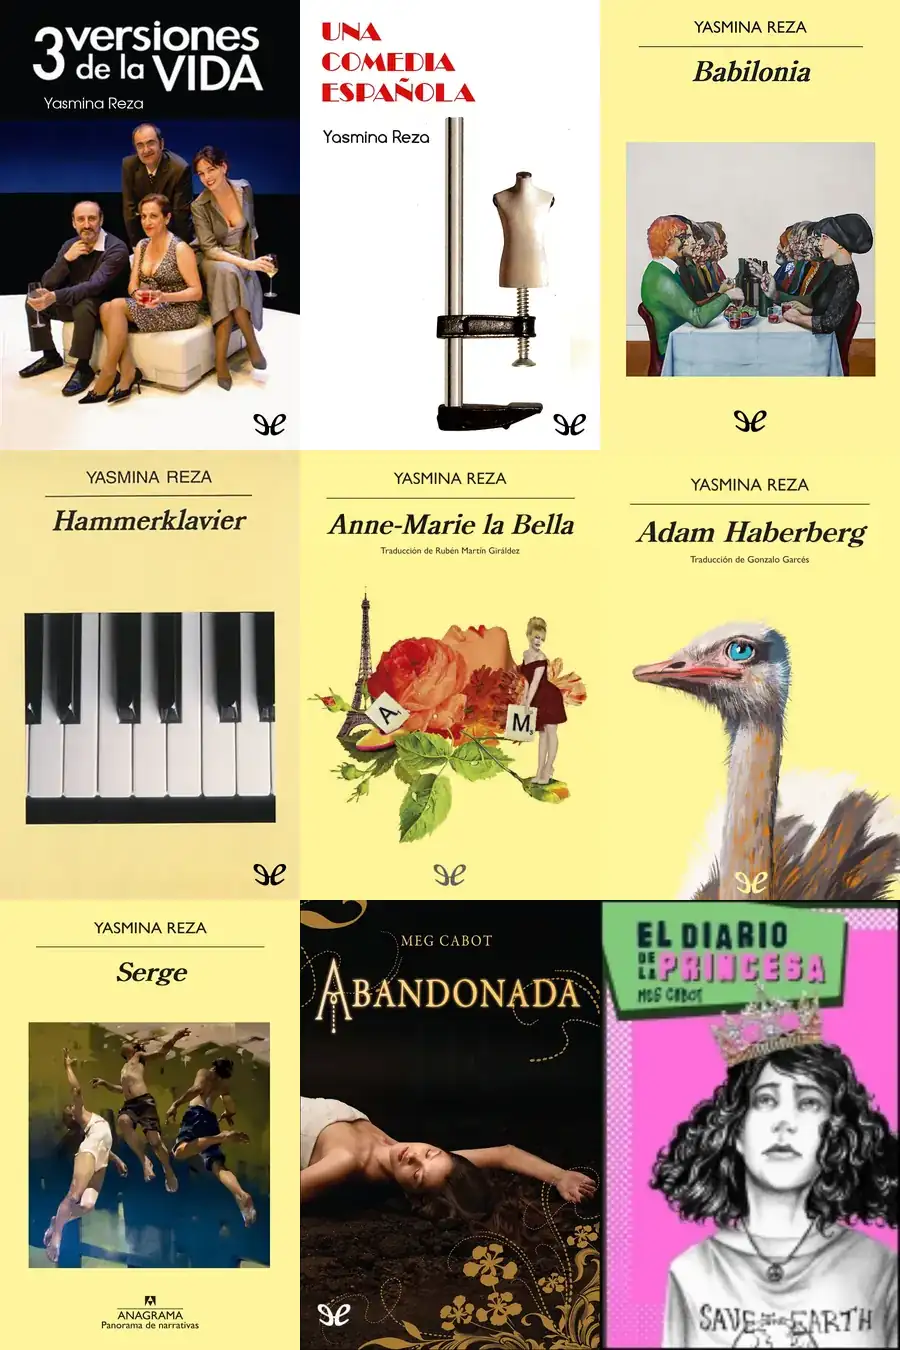 3 versiones
de la VIDA
Yasmina Reza
UNA
COMEDIA
ESPAÑOLA
Yasmina Reza
YASMINA REZA
Babilonia
YASMINA REZA
Hammerklavier
YASMINA REZA
Anne-Marie la Bella
Traducción de Rubén Martín Giráldez
A
M
YASMINA REZA
Adam Haberberg
Traducción de Gonzalo Garcés
YASMINA REZA
Serge
ANAGRAMA
Panorama de narrativas
MEG CABOT
ABANDONADA
EL DIARIO
DE LA PRINCESA
MEG CABOT
SAVE THE EARTH